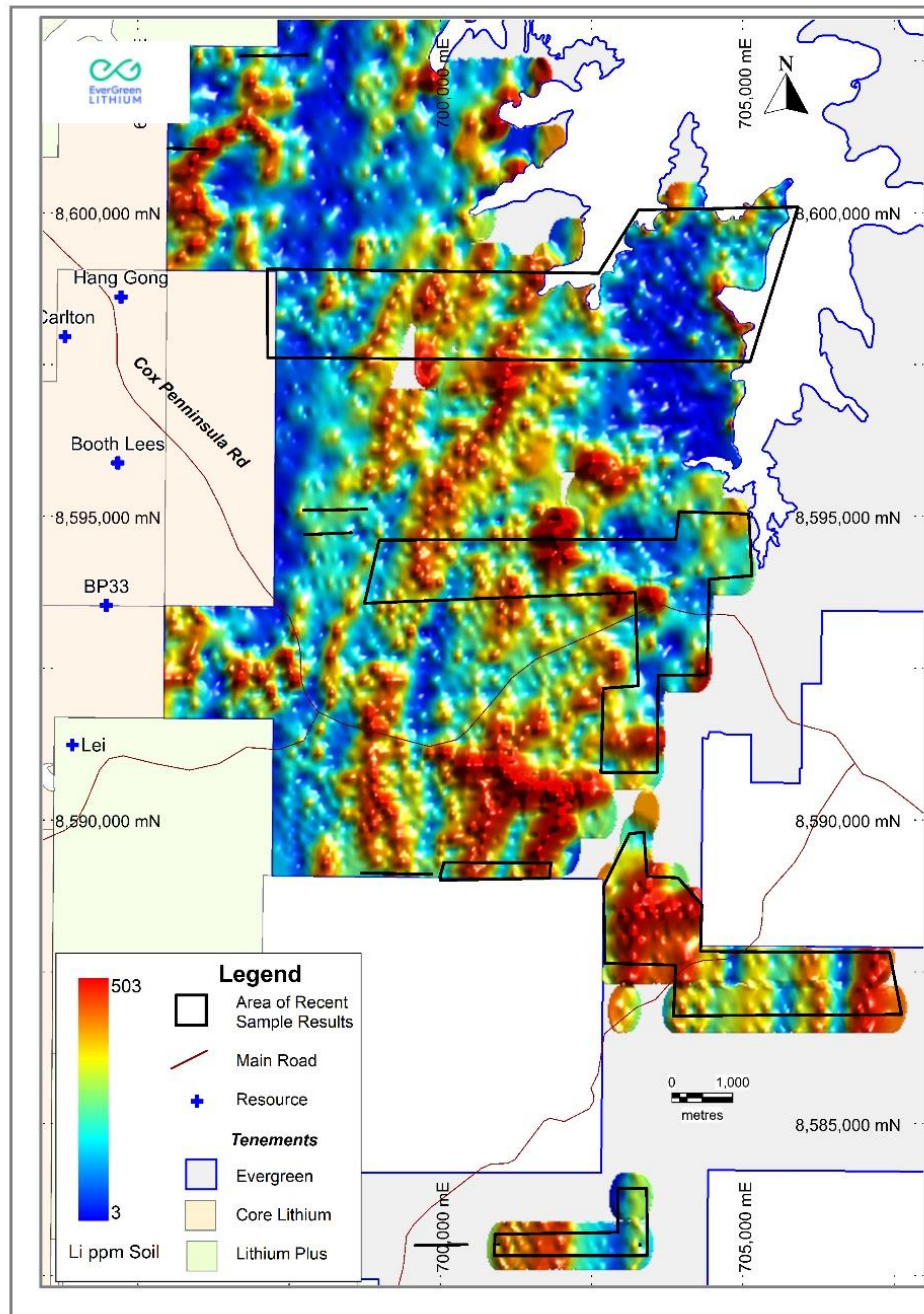 EverGreen
LITHIUM
700,000 mE
705,000 mE
N
8,600,000 mN
8,600,000 mN
Hang Gong
Carlton
Cox Penninsula Rd
Booth Lees
8,595,000 mN
8,595,000 mN
BP33
Lei
8,590,000 mN
8,590,000 mN
Legend
503
Area of Recent
Sample Results
Main Road
Resource
Tenements
Evergreen
Core Lithium
Lithium Plus
3
Li ppm Soil
0 1,000
metres
8,585,000 mN
700,000 mE
705,000 mE